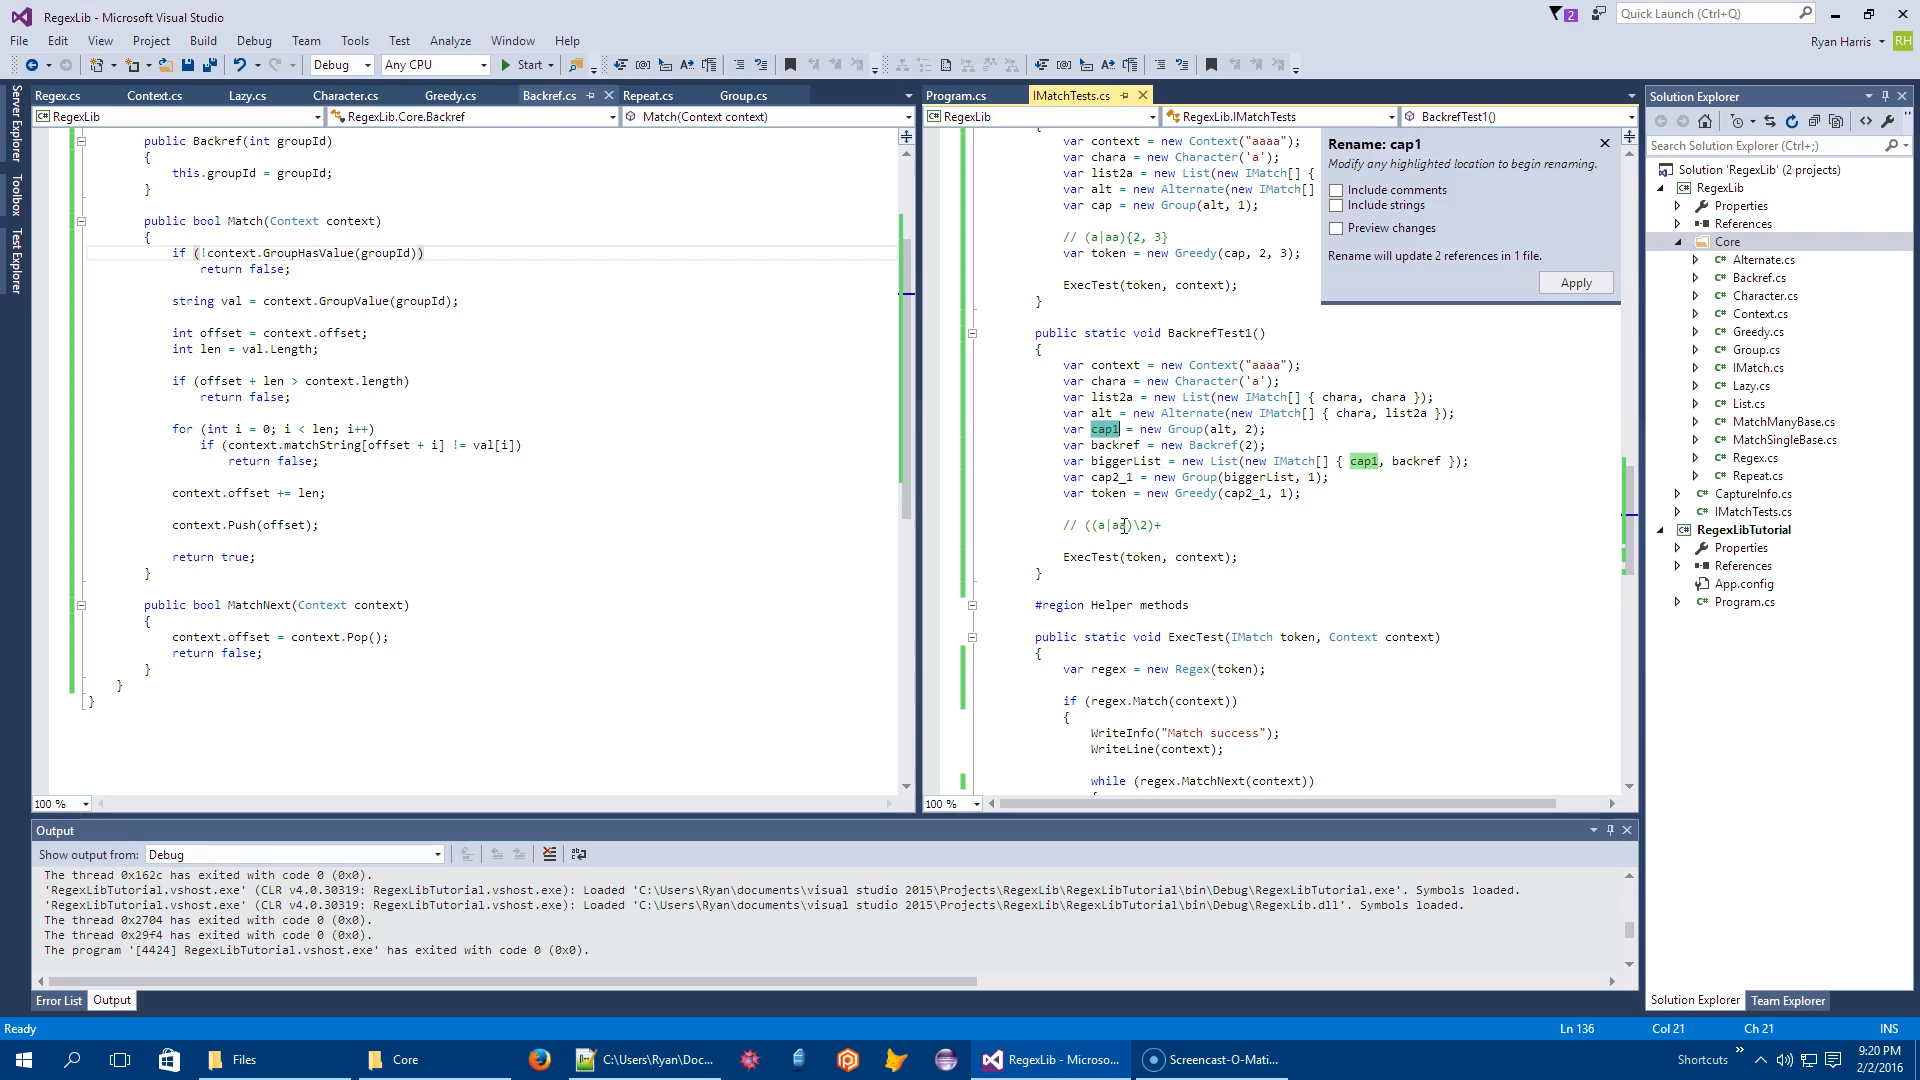 RegexLib - Microsoft Visual Studio
2
Quick Launch (Ctrl+Q)
File Edit View Project Build Debug Team Tools Test Analyze Window Help
Ryan Harris RH
Debug Any CPU Start
Server Explorer
Toolbox
Test Explorer
Regex.cs Context.cs Lazy.cs Character.cs Greedy.cs Backref.cs Repeat.cs Group.cs
RegexLib RegexLib.Core.Backref Match(Context context)
public Backref(int groupId)
{
this.groupId = groupId;
}
public bool Match(Context context)
{
if (!context.GroupHasValue(groupId))
return false;
string val = context.GroupValue(groupId);
int offset = context.offset;
int len = val.Length;
if (offset + len > context.length)
return false;
for (int i = 0; i < len; i++)
if (context.matchString[offset + i] != val[i])
return false;
context.offset += len;
context.Push(offset);
return true;
}
public bool MatchNext(Context context)
{
context.offset = context.Pop();
return false;
}
}
}
100 %
Program.cs IMatchTests.cs
RegexLib RegexLib.IMatchTests BackrefTest1()
{
var context = new Context("aaaa");
var chara = new Character('a');
var list2a = new List(new IMatch[] {
var alt = new Alternate(new IMatch[]
var cap = new Group(alt, 1);
// (a|aa){2, 3}
var token = new Greedy(cap, 2, 3);
ExecTest(token, context);
}
public static void BackrefTest1()
{
var context = new Context("aaaa");
var chara = new Character('a');
var list2a = new List(new IMatch[] { chara, chara });
var alt = new Alternate(new IMatch[] { chara, list2a });
var cap1 = new Group(alt, 2);
var backref = new Backref(2);
var biggerList = new List(new IMatch[] { cap1, backref });
var cap2_1 = new Group(biggerList, 1);
var token = new Greedy(cap2_1, 1);
// ((a|aa)\2)+
ExecTest(token, context);
}
#region Helper methods
public static void ExecTest(IMatch token, Context context)
{
var regex = new Regex(token);
if (regex.Match(context))
{
WriteInfo("Match success");
WriteLine(context);
while (regex.MatchNext(context))
{
100 %
Rename: cap1
Modify any highlighted location to begin renaming.
Include comments
Include strings
Preview changes
Rename will update 2 references in 1 file.
Apply
Solution Explorer
Search Solution Explorer (Ctrl+;)
Solution 'RegexLib' (2 projects)
RegexLib
Properties
References
Core
Alternate.cs
Backref.cs
Character.cs
Context.cs
Greedy.cs
Group.cs
IMatch.cs
Lazy.cs
List.cs
MatchManyBase.cs
MatchSingleBase.cs
Regex.cs
Repeat.cs
CaptureInfo.cs
IMatchTests.cs
RegexLibTutorial
Properties
References
App.config
Program.cs
Solution Explorer Team Explorer
Output
Show output from: Debug
The thread 0x162c has exited with code 0 (0x0).
'RegexLibTutorial.vshost.exe' (CLR v4.0.30319: RegexLibTutorial.vshost.exe): Loaded 'C:\Users\Ryan\documents\visual studio 2015\Projects\RegexLib\RegexLibTutorial\bin\Debug\RegexLibTutorial.exe'. Symbols loaded.
'RegexLibTutorial.vshost.exe' (CLR v4.0.30319: RegexLibTutorial.vshost.exe): Loaded 'C:\Users\Ryan\documents\visual studio 2015\Projects\RegexLib\RegexLibTutorial\bin\Debug\RegexLib.dll'. Symbols loaded.
The thread 0x2704 has exited with code 0 (0x0).
The thread 0x29f4 has exited with code 0 (0x0).
The program '[4424] RegexLibTutorial.vshost.exe' has exited with code 0 (0x0).
Error List Output
Ready Ln 136 Col 21 Ch 21 INS
Files Core C:\Users\Ryan\Doc... RegexLib - Microso... Screencast-O-Mati... Shortcuts
9:20 PM
2/2/2016